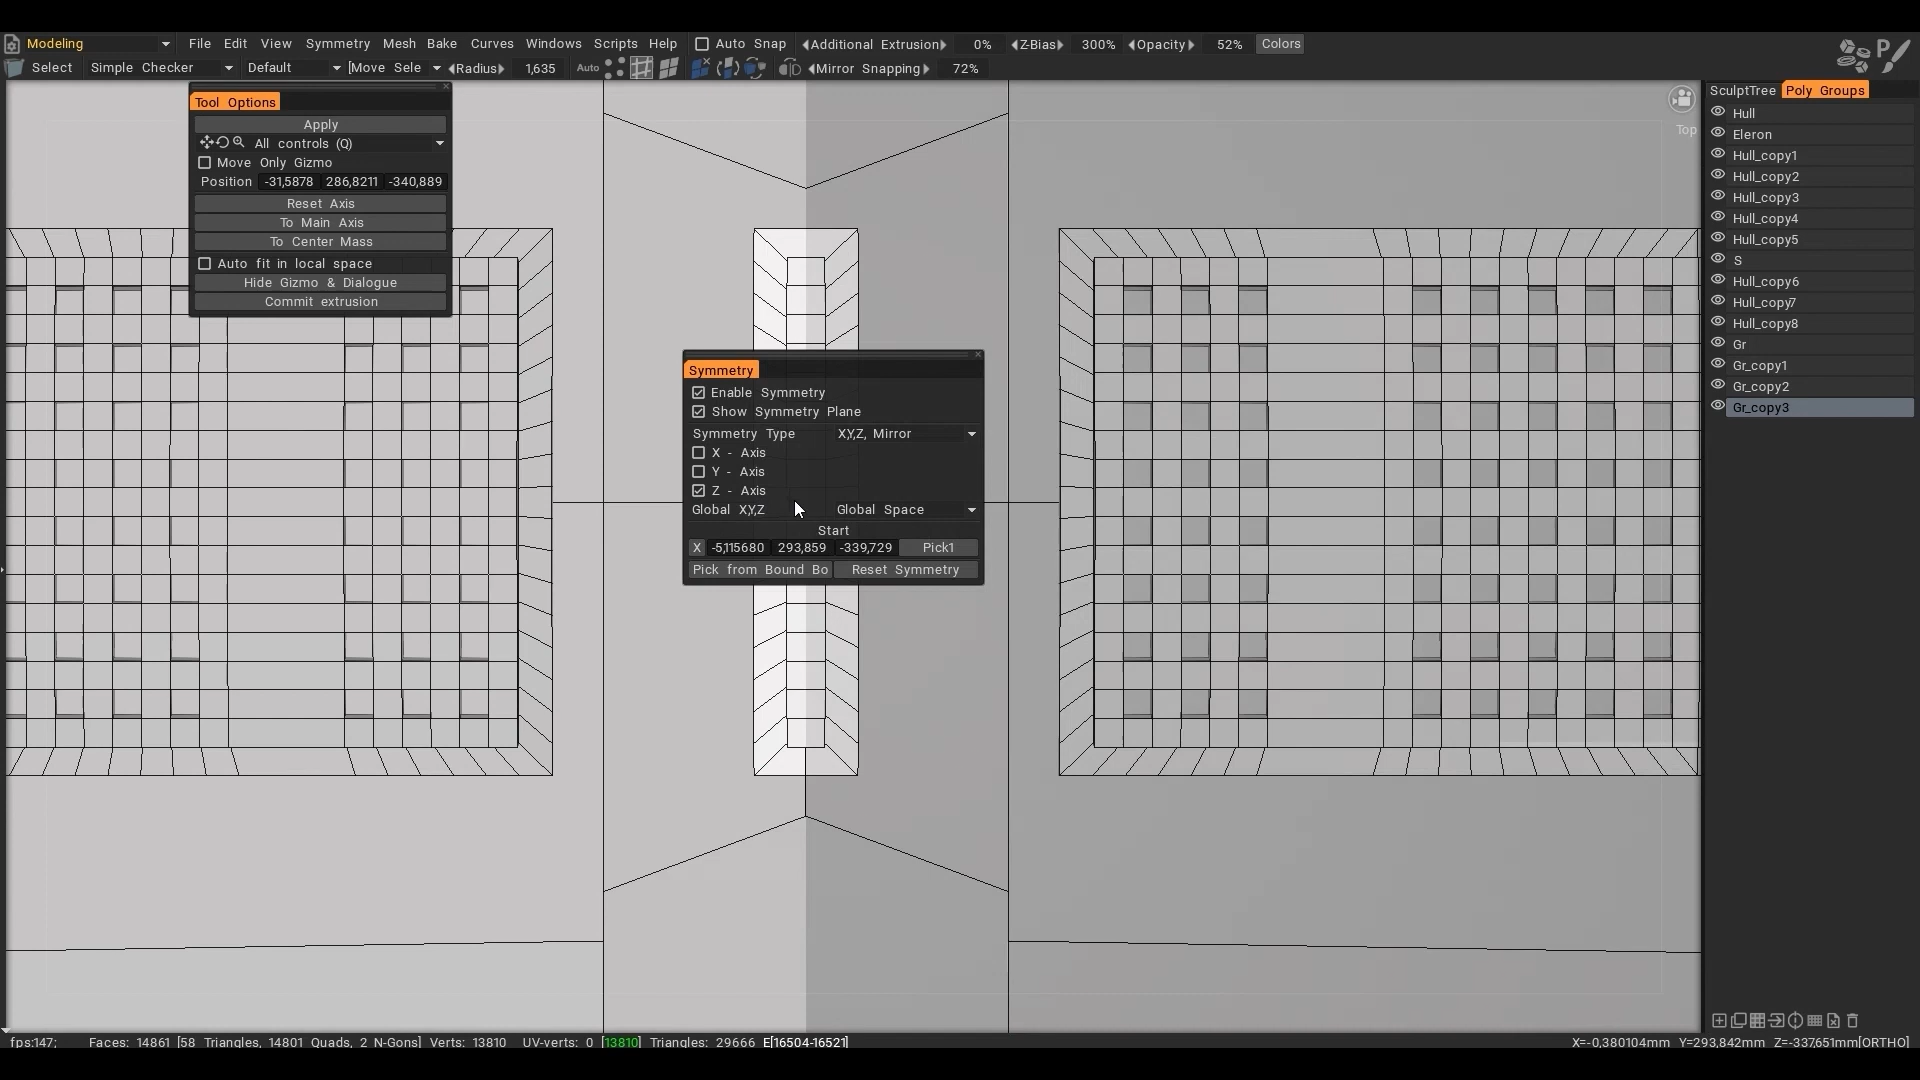 Modeling File Edit View Symmetry Mesh Bake Curves Windows Scripts Help Auto Snap Additional Extrusion 0% Z-Bias 300% Opacity 52% Colors
Select Simple Checker Default [Move Sele Radius 1,635 Auto Mirror Snapping 72%
Tool Options
Apply
All controls (Q)
Move Only Gizmo
Position -31,5878 286,8211 -340,889
Reset Axis
To Main Axis
To Center Mass
Auto fit in local space
Hide Gizmo & Dialogue
Commit extrusion
Symmetry
Enable Symmetry
Show Symmetry Plane
Symmetry Type X,Y,Z, Mirror
X - Axis
Y - Axis
Z - Axis
Global X,Y,Z Global Space
Start
X -5,115680 293,859 -339,729 Pick1
Pick from Bound Bo Reset Symmetry
Top
SculptTree Poly Groups
Hull
Eleron
Hull_copy1
Hull_copy2
Hull_copy3
Hull_copy4
Hull_copy5
S
Hull_copy6
Hull_copy7
Hull_copy8
Gr
Gr_copy1
Gr_copy2
Gr_copy3
fps:147; Faces: 14861 [58 Triangles, 14801 Quads, 2 N-Gons] Verts: 13810 UV-verts: 0 [13810] Triangles: 29666 E[16504-16521] X=-0,380104mm Y=293,842mm Z=-337,651mm[ORTHO]